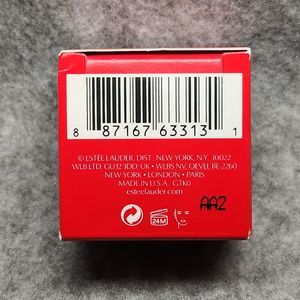 8 87167 63313 1
© ESTÉE LAUDER. DIST., NEW YORK, N.Y. 10022
WLB LTD. GU32 3DD. UK • WLBS NV, OEVEL BE-2260
NEW YORK • LONDON • PARIS
MADE IN U.S.A. GTK0
esteelauder.com
24M
AA2